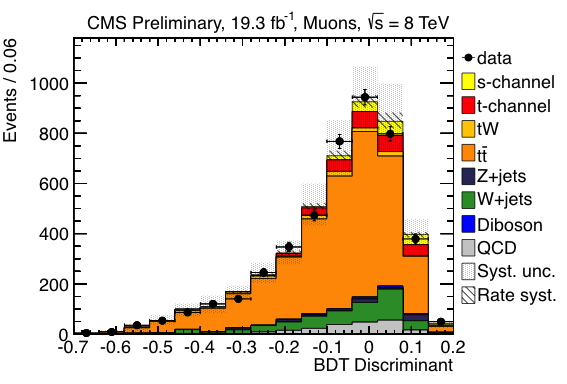 CMS Preliminary, 19.3 fb⁻¹, Muons, √s = 8 TeV
Events / 0.06
1000
800
600
400
200
0
-0.7 -0.6 -0.5 -0.4 -0.3 -0.2 -0.1 0 0.1 0.2
BDT Discriminant
data
s-channel
t-channel
tW
tt̄
Z+jets
W+jets
Diboson
QCD
Syst. unc.
Rate syst.